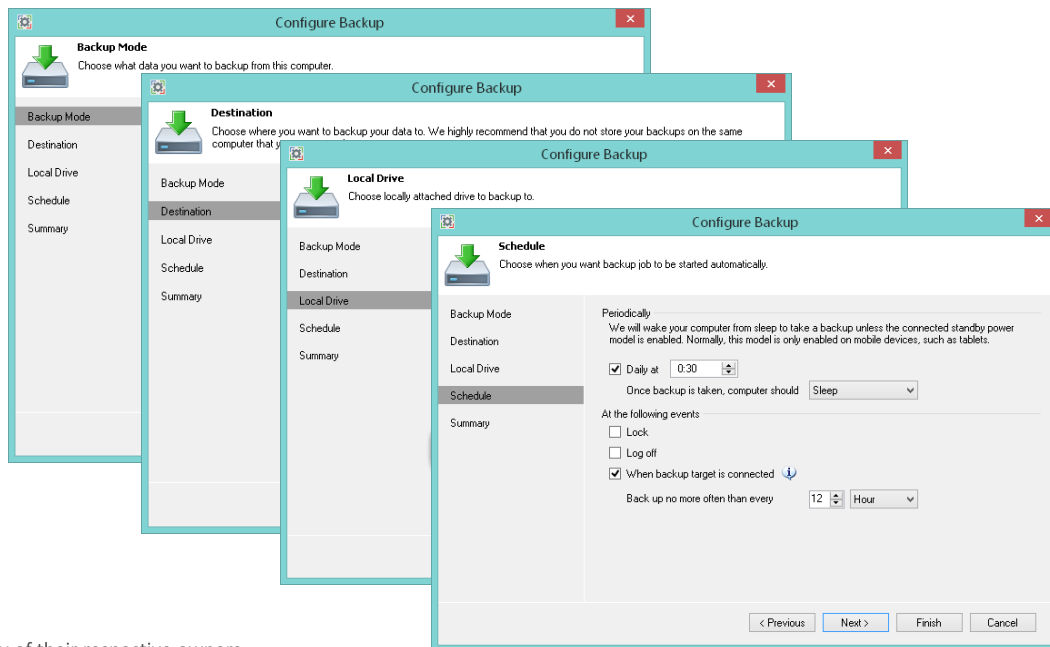 Configure Backup
Backup Mode
Choose what data you want to backup from this computer.
Backup Mode
Destination
Local Drive
Schedule
Summary
Configure Backup
Destination
Choose where you want to backup your data to. We highly recommend that you do not store your backups on the same
computer that y
Backup Mode
Destination
Local Drive
Schedule
Summary
Configure Backup
Local Drive
Choose locally attached drive to backup to.
Backup Mode
Destination
Local Drive
Schedule
Summary
Configure Backup
Schedule
Choose when you want backup job to be started automatically.
Backup Mode
Destination
Local Drive
Schedule
Summary
Periodically
We will wake your computer from sleep to take a backup unless the connected standby power
model is enabled. Normally, this model is only enabled on mobile devices, such as tablets.
Daily at 0:30
Once backup is taken, computer should Sleep
At the following events
Lock
Log off
When backup target is connected
Back up no more often than every 12 Hour
< Previous Next > Finish Cancel
of their respective owners